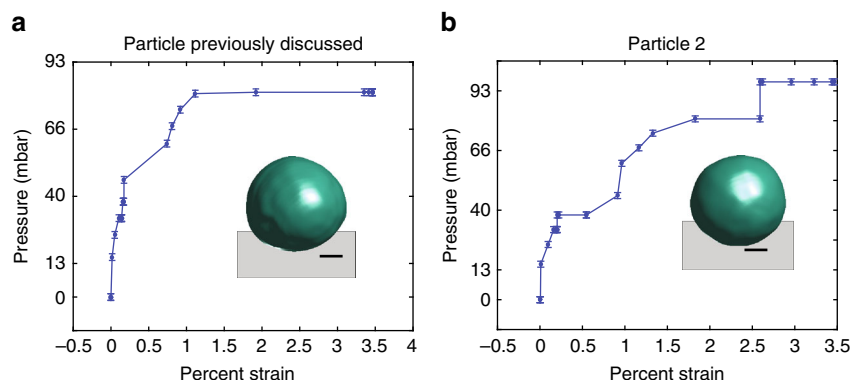 a
Particle previously discussed
Pressure (mbar)
93
66
40
13
0
–0.5 0 0.5 1 1.5 2 2.5 3 3.5 4
Percent strain
b
Particle 2
Pressure (mbar)
93
66
40
13
0
–0.5 0 0.5 1 1.5 2 2.5 3 3.5
Percent strain